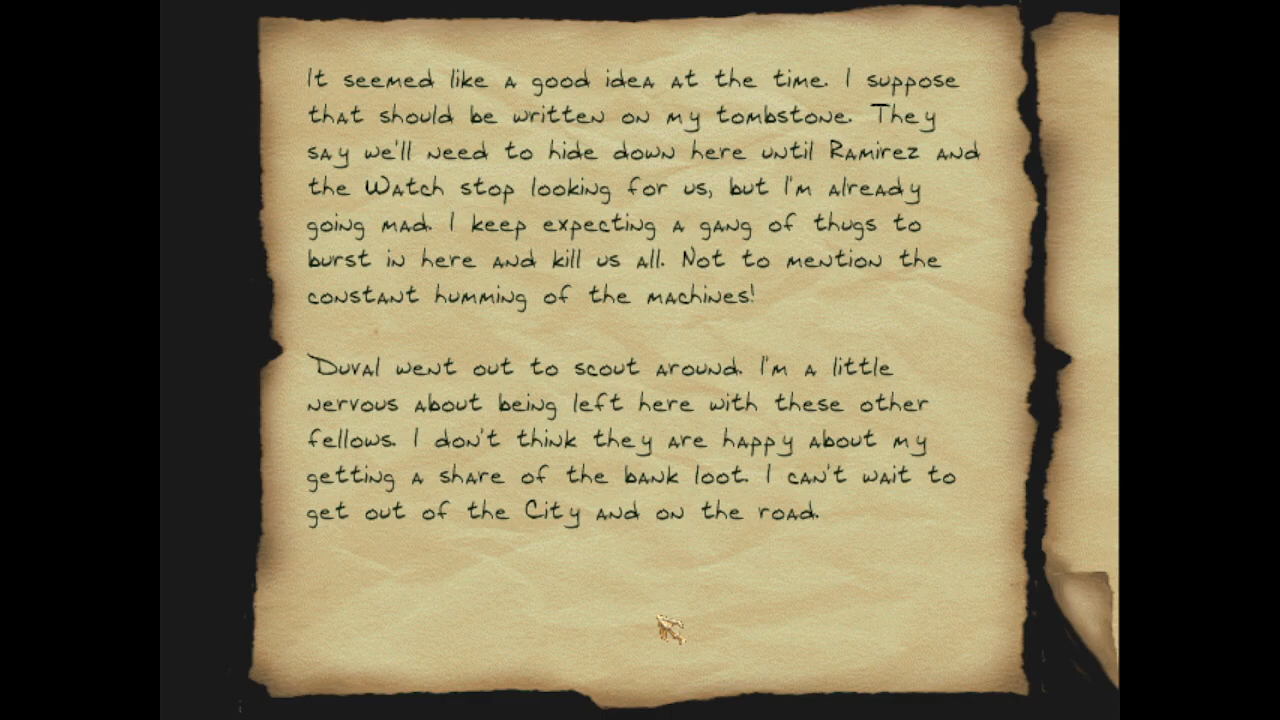 It seemed like a good idea at the time. I suppose
that should be written on my tombstone. They
say we'll need to hide down here until Ramirez and
the Watch stop looking for us, but I'm already
going mad. I keep expecting a gang of thugs to
burst in here and kill us all. Not to mention the
constant humming of the machines!
Duval went out to scout around. I'm a little
nervous about being left here with these other
fellows. I don't think they are happy about my
getting a share of the bank loot. I can't wait to
get out of the City and on the road.